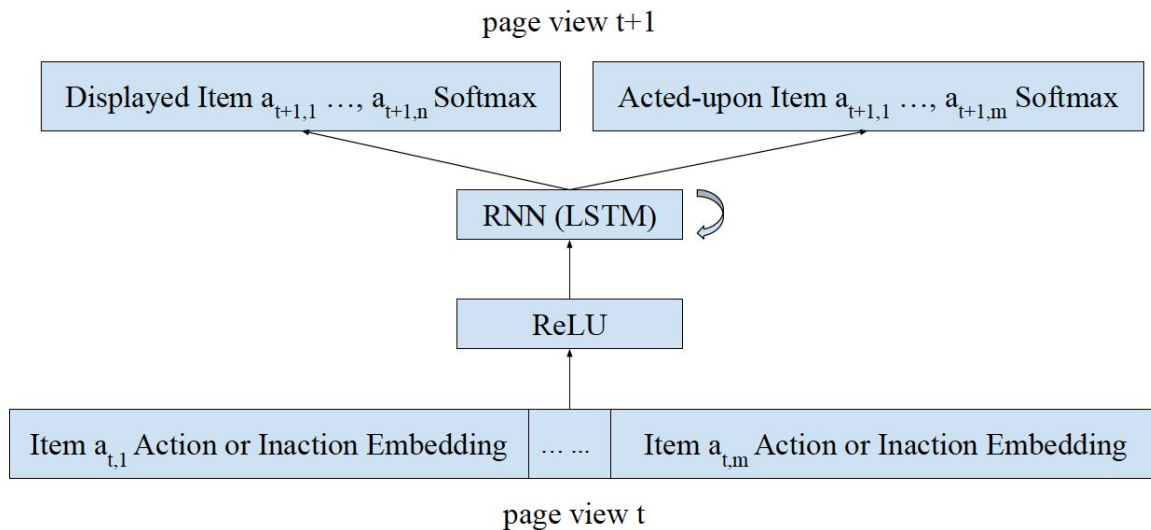 page view t+1
Displayed Item a_{t+1,1} …, a_{t+1,n} Softmax
Acted-upon Item a_{t+1,1} …, a_{t+1,m} Softmax
RNN (LSTM)
ReLU
Item a_{t,1} Action or Inaction Embedding
… ...
Item a_{t,m} Action or Inaction Embedding
page view t